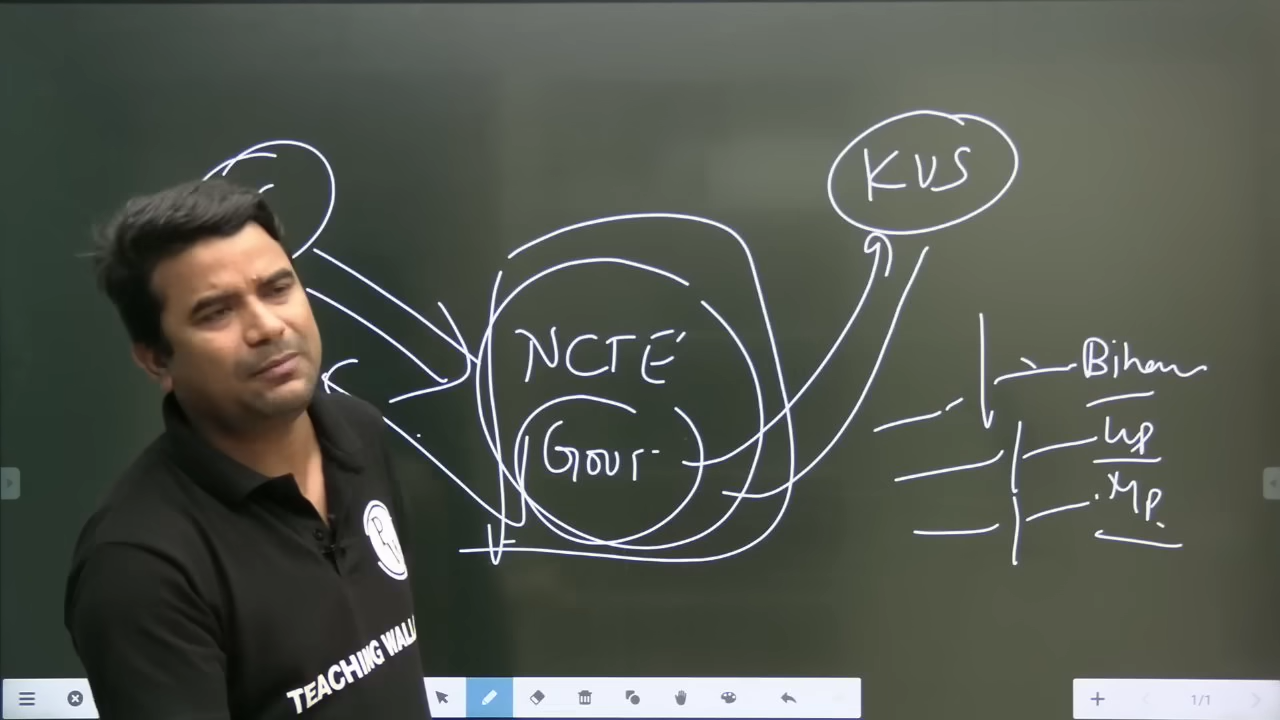 KVS
NCTE
Govt
Bihar
UP
MP.
TEACHING WALL
1/1